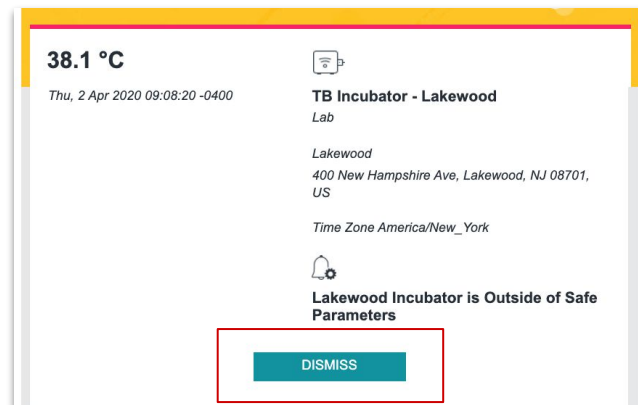 38.1 °C
Thu, 2 Apr 2020 09:08:20 -0400
TB Incubator - Lakewood
Lab
Lakewood
400 New Hampshire Ave, Lakewood, NJ 08701,
US
Time Zone America/New_York
Lakewood Incubator is Outside of Safe
Parameters
DISMISS